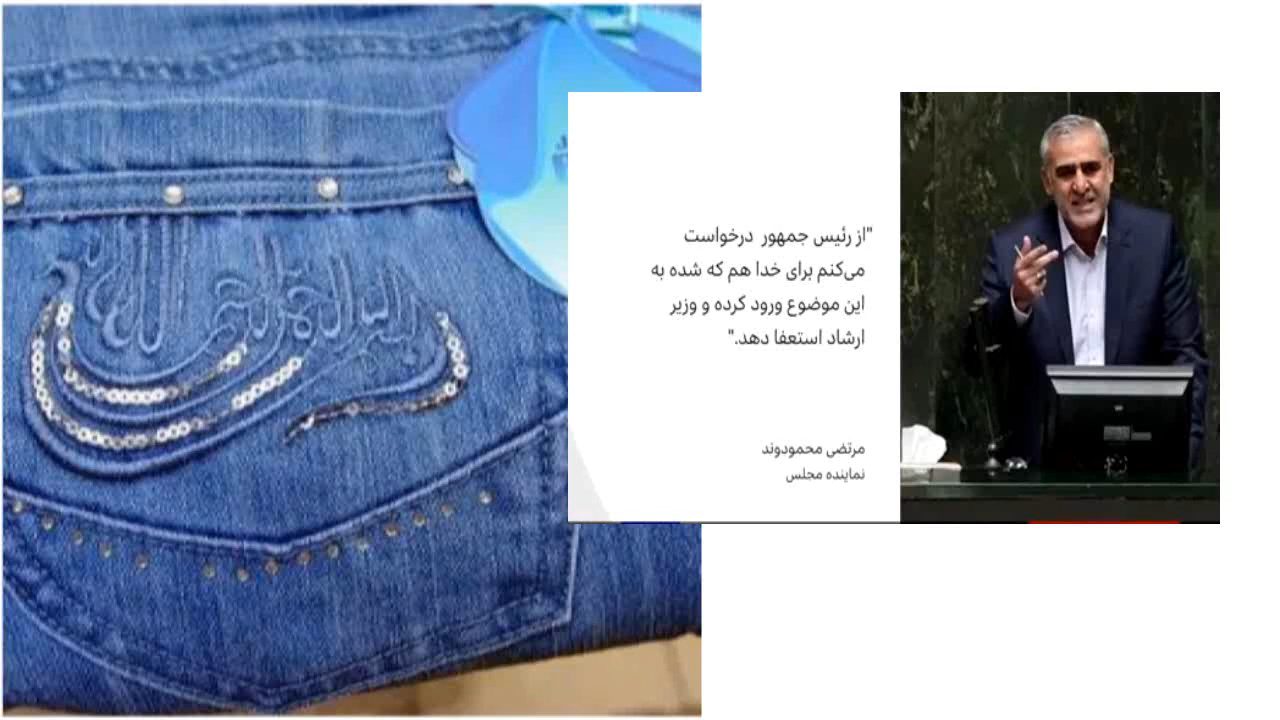 "از رئیس جمهور درخواست
می‌کنم برای خدا هم که شده به
این موضوع ورود کرده و وزیر
ارشاد استعفا دهد."
مرتضی محمودوند
نماینده مجلس